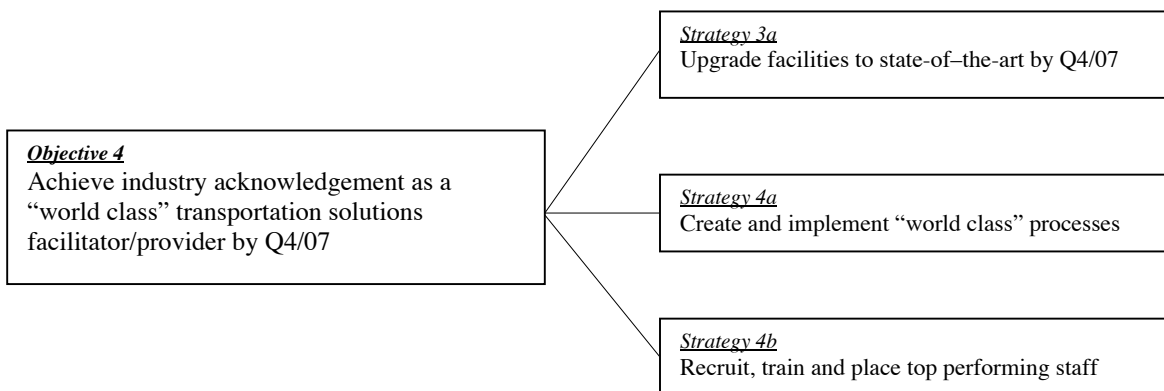 Strategy 3a
Upgrade facilities to state-of–the-art by Q4/07
Objective 4
Achieve industry acknowledgement as a
“world class” transportation solutions
facilitator/provider by Q4/07
Strategy 4a
Create and implement “world class” processes
Strategy 4b
Recruit, train and place top performing staff